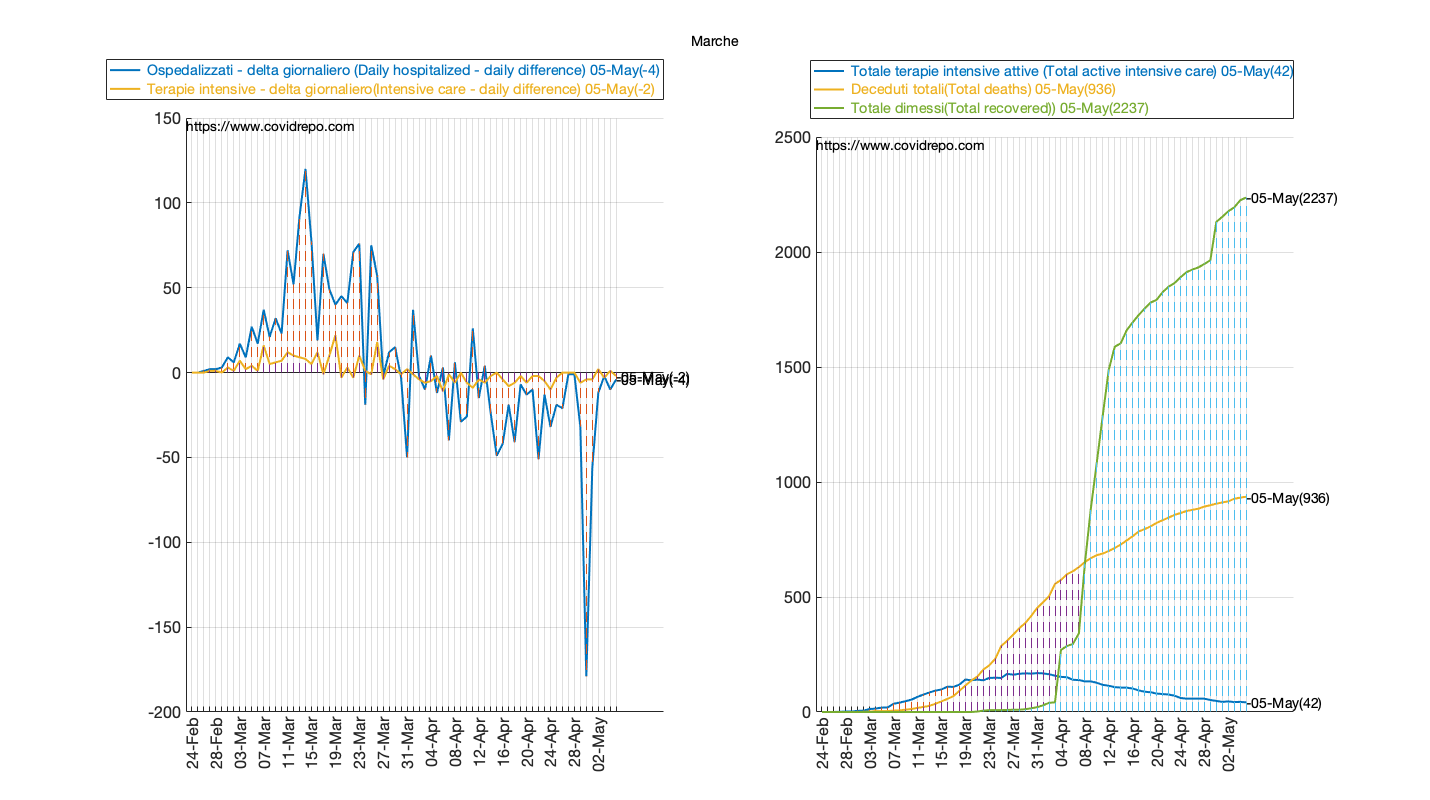 Marche
Ospedalizzati - delta giornaliero (Daily hospitalized - daily difference) 05-May(-4)
Terapie intensive - delta giornaliero(Intensive care - daily difference) 05-May(-2)
https://www.covidrepo.com
150
100
50
0
-50
-100
-150
-200
-05-May(-2)
-05-May(-4)
24-Feb
28-Feb
03-Mar
07-Mar
11-Mar
15-Mar
19-Mar
23-Mar
27-Mar
31-Mar
04-Apr
08-Apr
12-Apr
16-Apr
20-Apr
24-Apr
28-Apr
02-May
Totale terapie intensive attive (Total active intensive care) 05-May(42)
Deceduti totali(Total deaths) 05-May(936)
Totale dimessi(Total recovered)) 05-May(2237)
https://www.covidrepo.com
2500
2000
1500
1000
500
0
-05-May(2237)
-05-May(936)
-05-May(42)
24-Feb
28-Feb
03-Mar
07-Mar
11-Mar
15-Mar
19-Mar
23-Mar
27-Mar
31-Mar
04-Apr
08-Apr
12-Apr
16-Apr
20-Apr
24-Apr
28-Apr
02-May